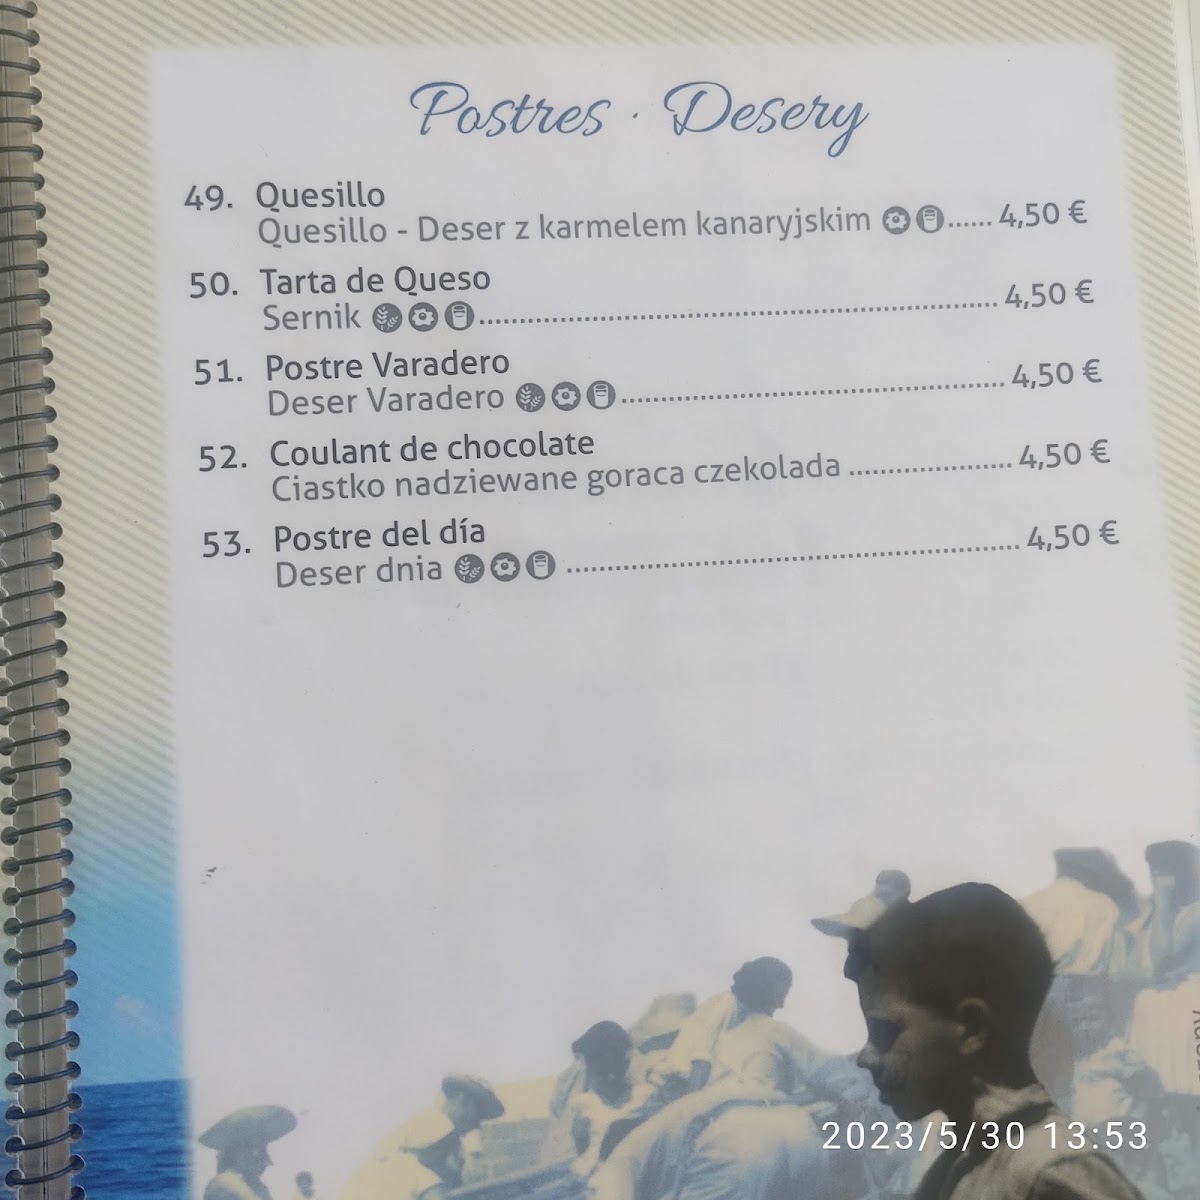 Postres · Desery
49. Quesillo
Quesillo - Deser z karmelem kanaryjskim ...... 4,50 €
50. Tarta de Queso
Sernik ...... 4,50 €
51. Postre Varadero
Deser Varadero ...... 4,50 €
52. Coulant de chocolate
Ciastko nadziewane goraca czekolada ...... 4,50 €
53. Postre del día
Deser dnia ...... 4,50 €
2023/5/30 13:53